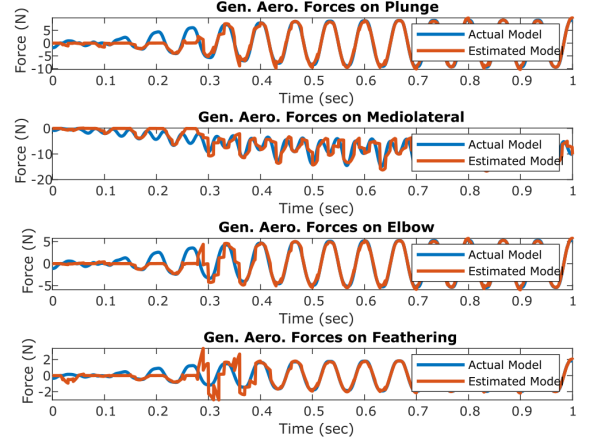 Gen. Aero. Forces on Plunge
Force (N)
5
0
-5
-10
Actual Model
Estimated Model
0 0.1 0.2 0.3 0.4 0.5 0.6 0.7 0.8 0.9 1
Time (sec)
Gen. Aero. Forces on Mediolateral
Force (N)
0
-10
-20
Actual Model
Estimated Model
0 0.1 0.2 0.3 0.4 0.5 0.6 0.7 0.8 0.9 1
Time (sec)
Gen. Aero. Forces on Elbow
Force (N)
5
0
-5
Actual Model
Estimated Model
0 0.1 0.2 0.3 0.4 0.5 0.6 0.7 0.8 0.9 1
Time (sec)
Gen. Aero. Forces on Feathering
Force (N)
2
0
-2
Actual Model
Estimated Model
0 0.1 0.2 0.3 0.4 0.5 0.6 0.7 0.8 0.9 1
Time (sec)